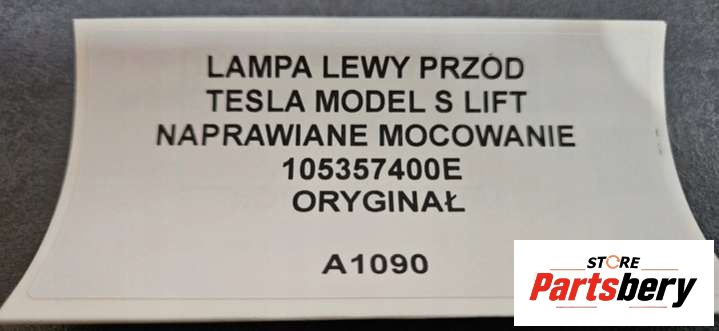 LAMPA LEWY PRZÓD
TESLA MODEL S LIFT
NAPRAWIANE MOCOWANIE
105357400E
ORYGINAŁ
A1090
STORE
Partsbery